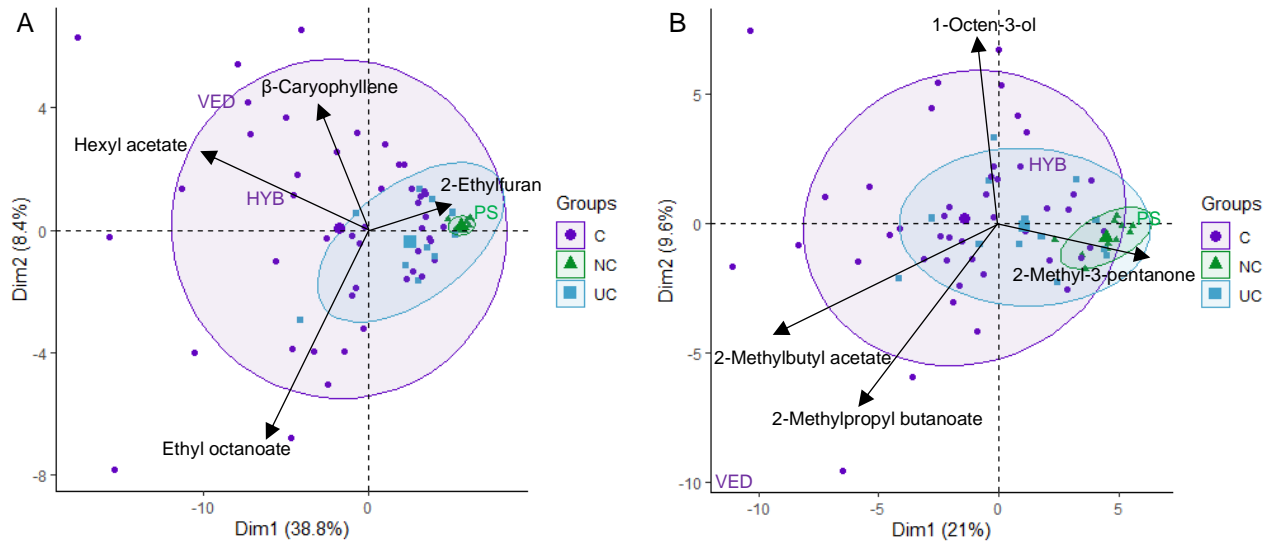 A
β-Caryophyllene
VED
Hexyl acetate
2-Ethylfuran
HYB
PS
Ethyl octanoate
4
0
-4
-8
-10
0
Dim2 (8.4%)
Dim1 (38.8%)
Groups
C
NC
UC
B
1-Octen-3-ol
HYB
PS
2-Methyl-3-pentanone
2-Methylbutyl acetate
2-Methylpropyl butanoate
VED
5
0
-5
-10
-10
-5
0
5
Dim2 (9.6%)
Dim1 (21%)
Groups
C
NC
UC